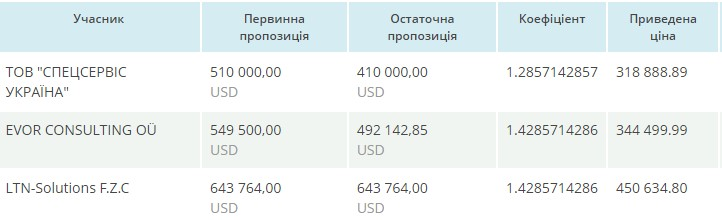 Учасник Первинна пропозиція Остаточна пропозиція Коефіцієнт Приведена ціна
ТОВ "СПЕЦСЕРВІС УКРАЇНА" 510 000,00 USD 410 000,00 USD 1.2857142857 318 888.89
EVOR CONSULTING OÜ 549 500,00 USD 492 142,85 USD 1.4285714286 344 499.99
LTN-Solutions F.Z.C 643 764,00 USD 643 764,00 USD 1.4285714286 450 634.80